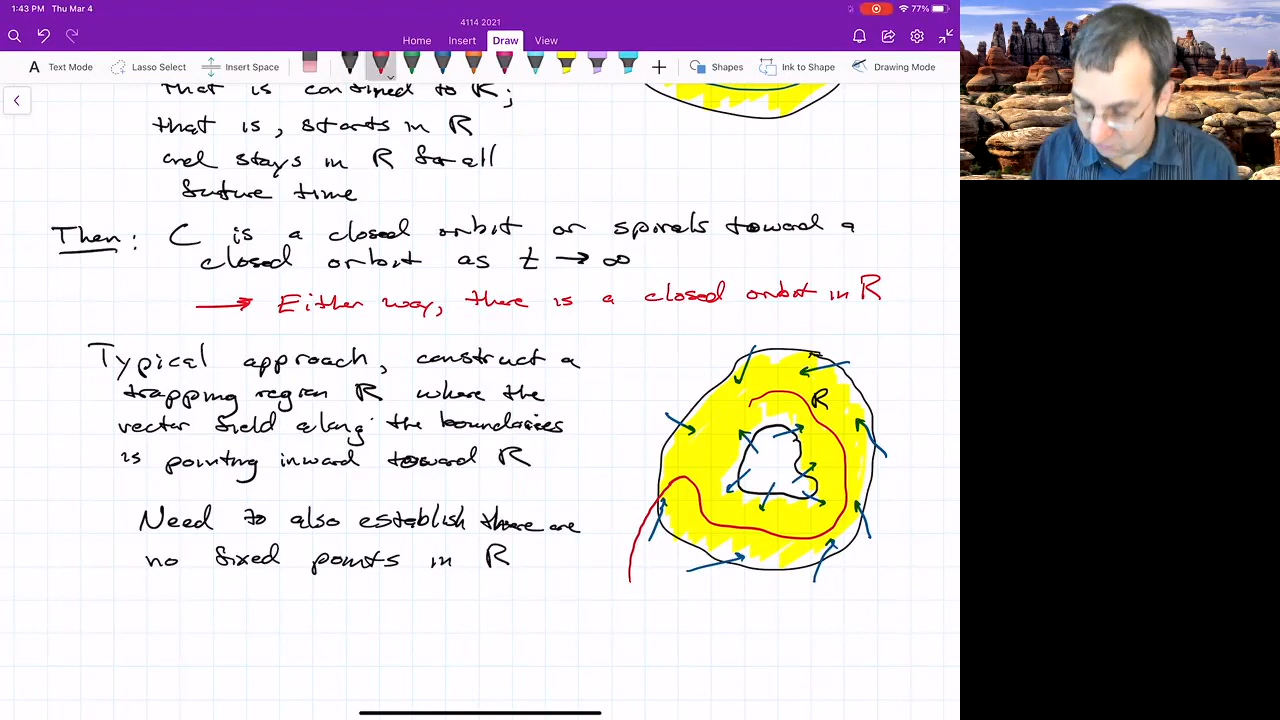 1:43 PM Thu Mar 4
77%
4114 2021
Home Insert Draw View
Text Mode Lasso Select Insert Space Shapes Ink to Shape Drawing Mode
that is confined to R;
that is, starts in R
and stays in R for all
future time
Then: C is a closed orbit or spirals toward a
closed orbit as t → ∞
→ Either way, there is a closed orbit in R
Typical approach, construct a
trapping region R where the
vector field along the boundaries
is pointing inward toward R
R
Need to also establish there are
no fixed points in R